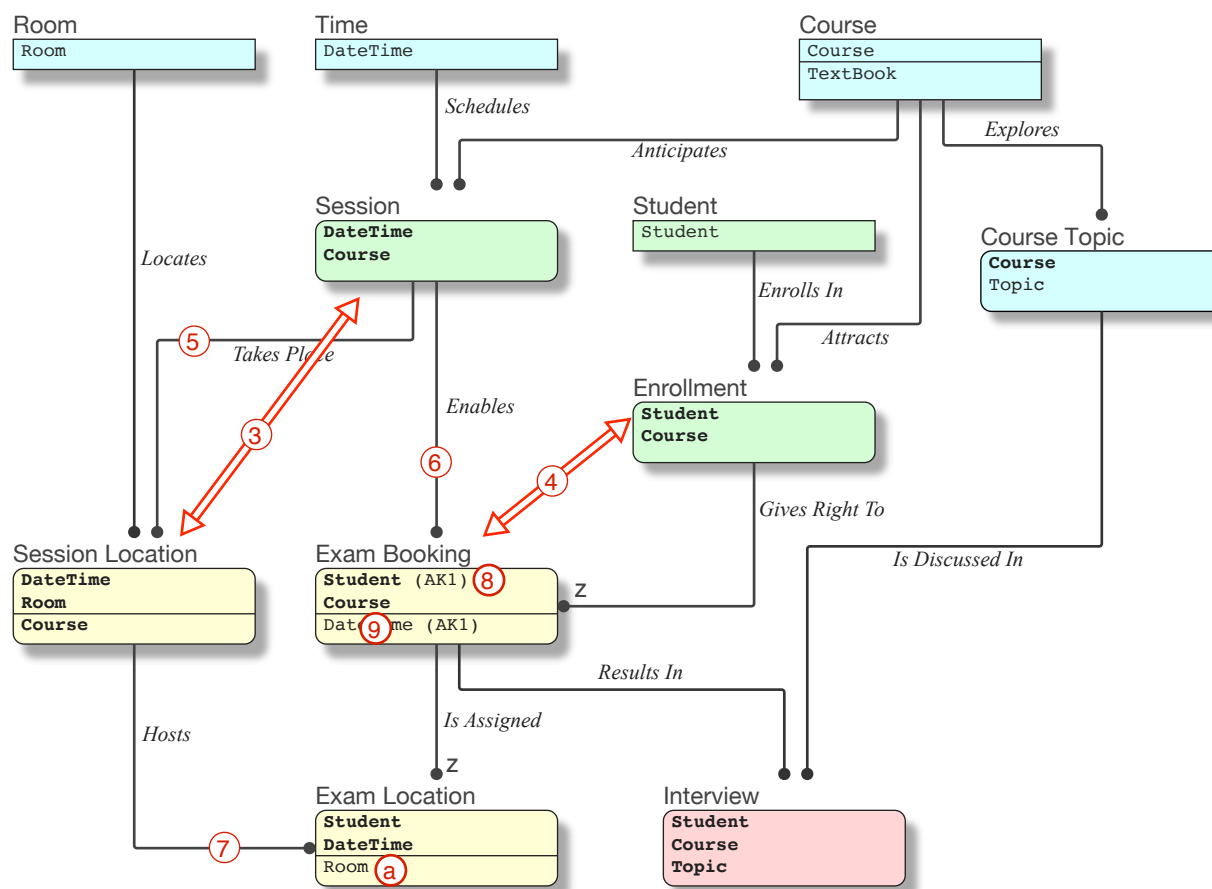 Room
Room
Time
DateTime
Course
Course
TextBook
Schedules
Anticipates
Explores
Session
DateTime
Course
Student
Student
Course Topic
Course
Topic
Locates
Enrolls In
Attracts
5
Takes Place
3
Enables
6
4
Enrollment
Student
Course
Gives Right To
Is Discussed In
Session Location
DateTime
Room
Course
Exam Booking
Student (AK1) 8
Course
DateTime (AK1)
9
z
Results In
Hosts
Is Assigned
z
Exam Location
Student
DateTime
Room a
7
Interview
Student
Course
Topic